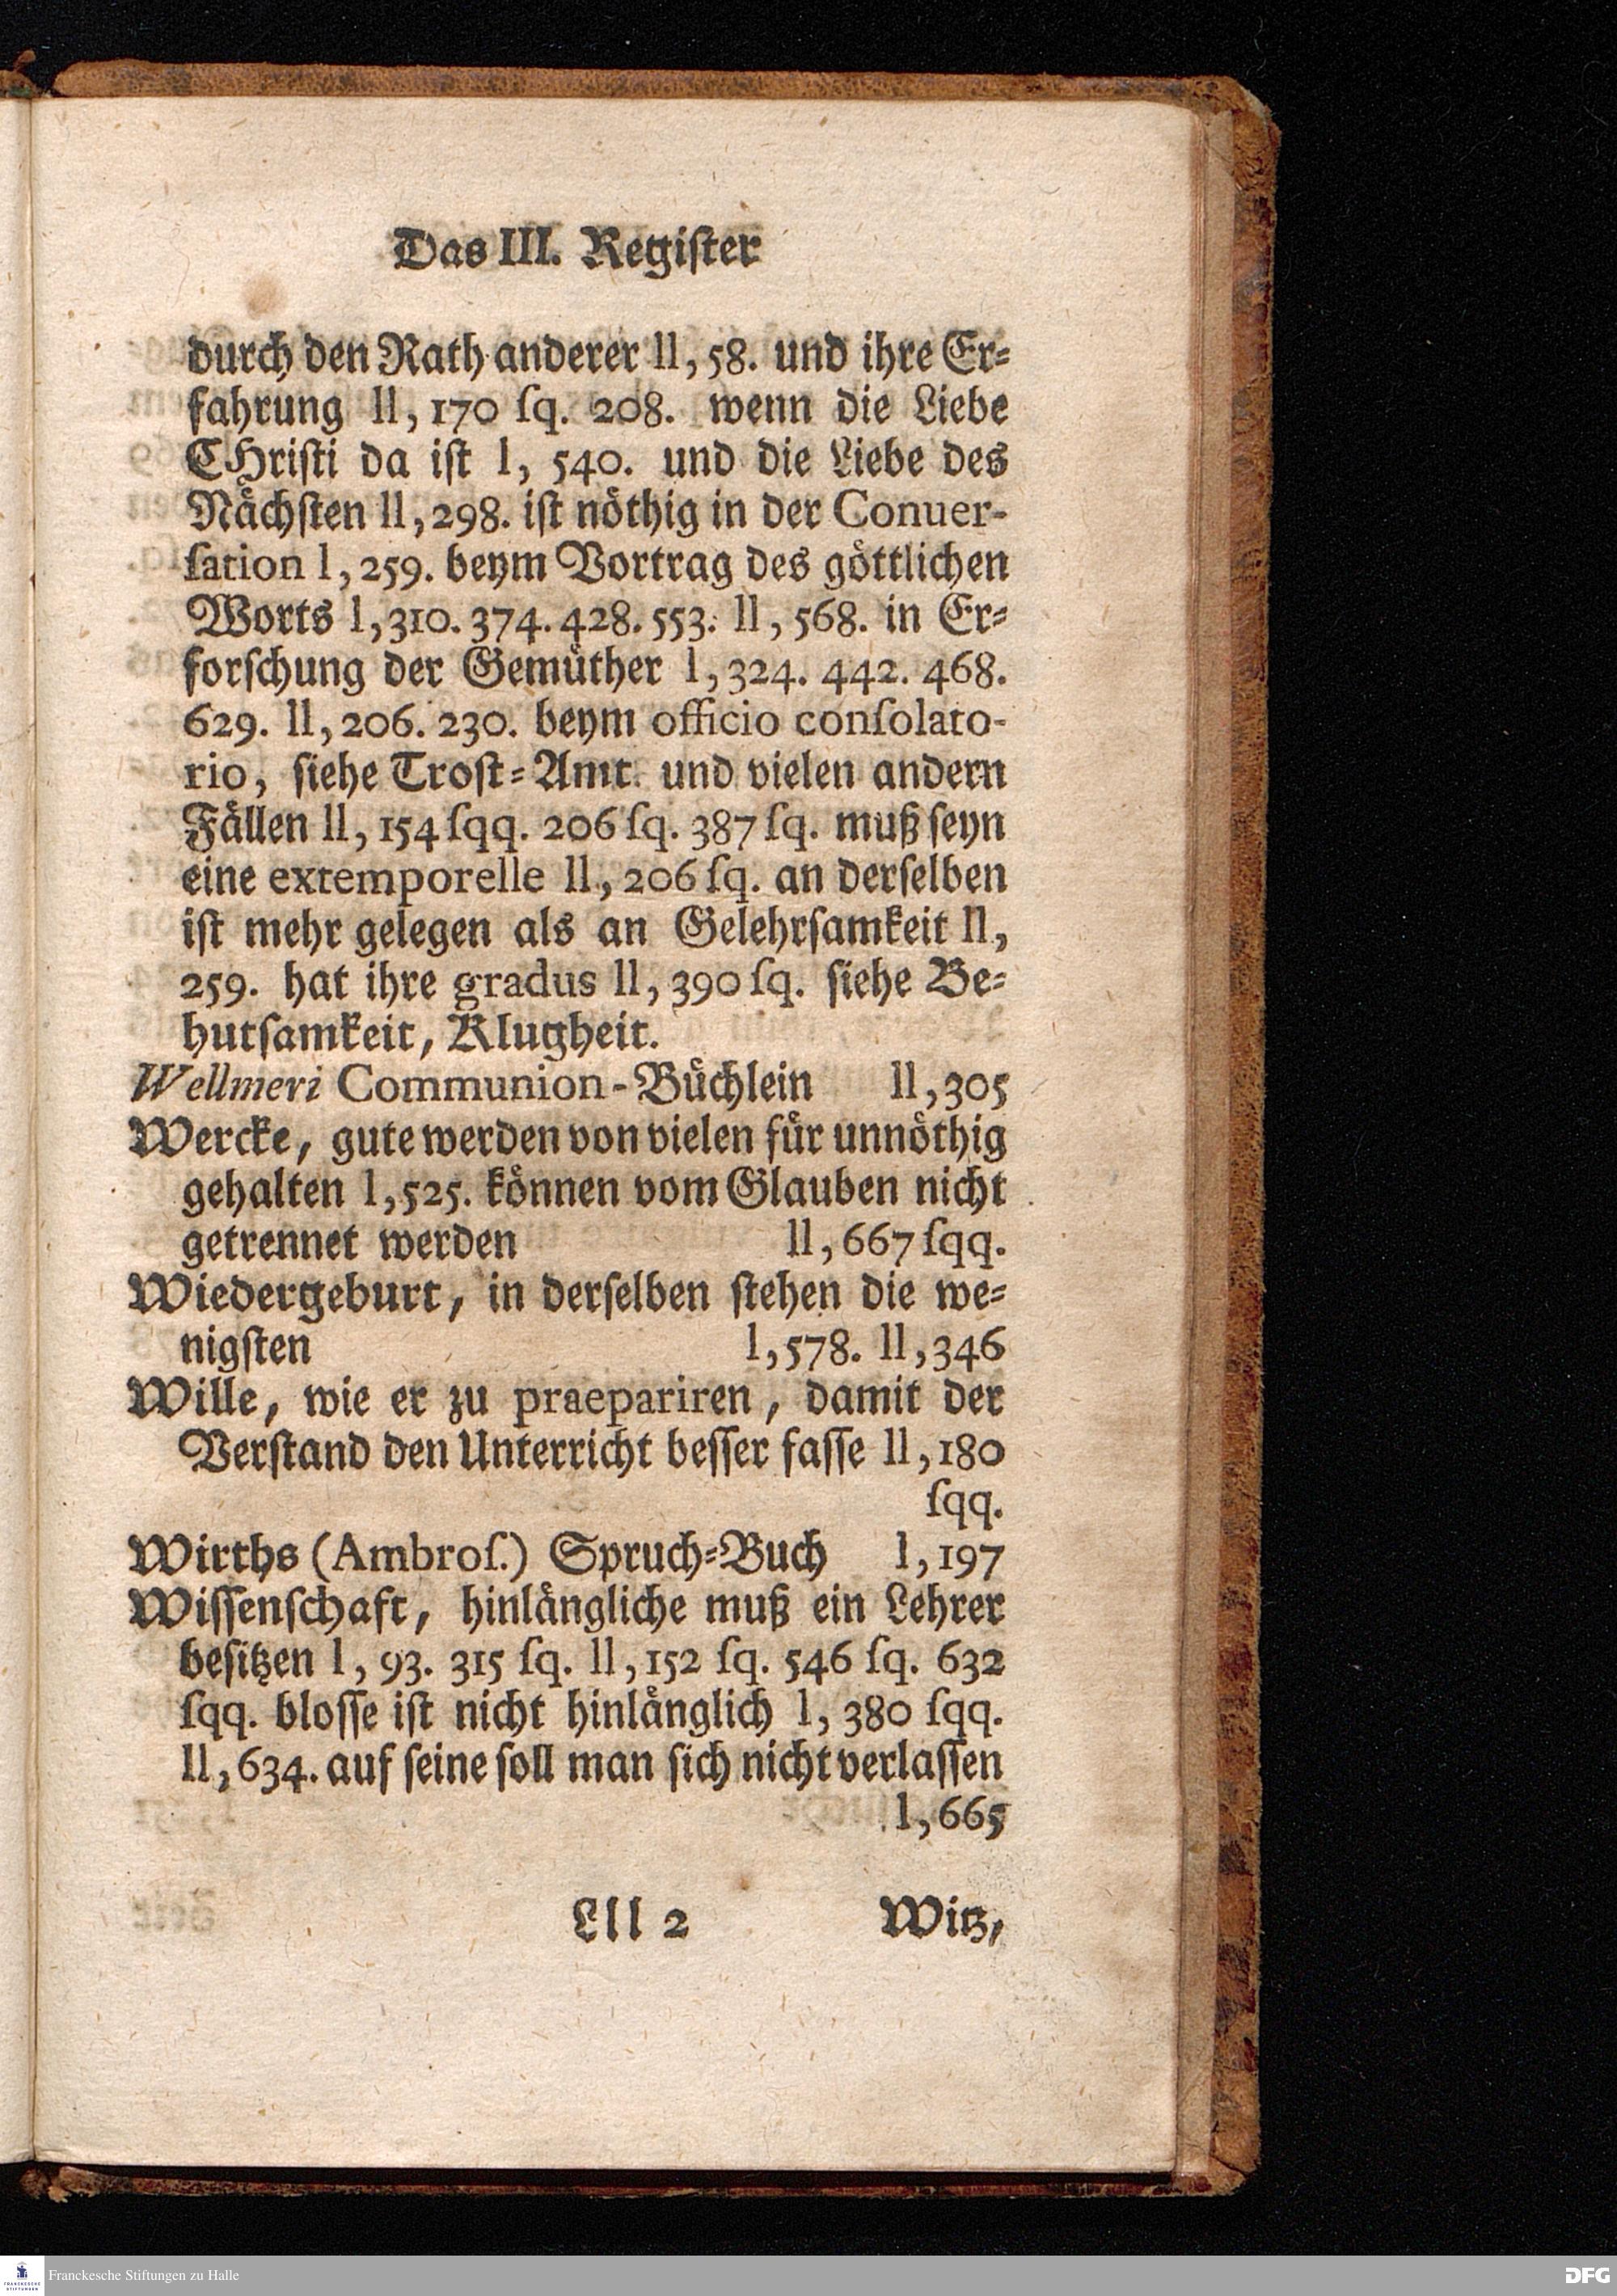 Das III. Register
durch den Rath anderer II, 58. und ihre Er-
fahrung II, 170 ſq. 208. wenn die Liebe
CHriſti da iſt I, 540. und die Liebe des
Nächſten II, 298. iſt nöthig in der Conuer-
ſation I, 259. beym Vortrag des göttlichen
Worts I, 310. 374. 428. 553. II, 568. in Er-
forſchung der Gemüther I, 324. 442. 468.
629. II, 206. 230. beym officio conſolato-
rio, ſiehe Troſt-Amt. und vielen andern
Fällen II, 154 ſqq. 206 ſq. 387 ſq. muß ſeyn
eine extemporelle II, 206 ſq. an derſelben
iſt mehr gelegen als an Gelehrſamkeit II,
259. hat ihre gradus II, 390 ſq. ſiehe Be-
hutſamkeit, Klugheit.
Wellmeri Communion-Büchlein II, 305
Wercke, gute werden von vielen für unnöthig
gehalten I, 525. können vom Glauben nicht
getrennet werden II, 667 ſqq.
Wiedergeburt, in derſelben ſtehen die we-
nigſten I, 578. II, 346
Wille, wie er zu praepariren, damit der
Verſtand den Unterricht beſſer faſſe II, 180
ſqq.
Wirths (Ambroſ.) Spruch-Buch I, 197
Wiſſenſchaft, hinlängliche muß ein Lehrer
beſitzen I, 93. 315 ſq. II, 152 ſq. 546 ſq. 632
ſqq. bloſſe iſt nicht hinlänglich I, 380 ſqq.
II, 634. auf ſeine ſoll man ſich nicht verlaſſen
I, 665
Lll 2 Witz,
FRANCKESCHE
STIFTUNGEN
Franckesche Stiftungen zu Halle
DFG